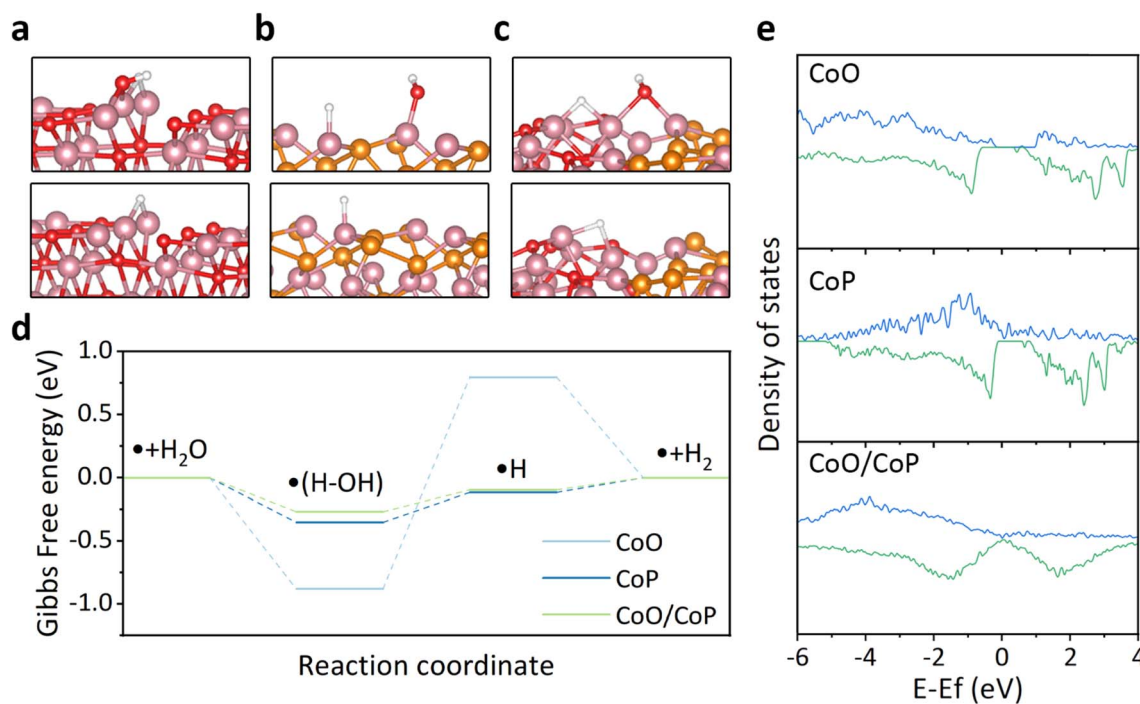 a
b
c
d
Gibbs Free energy (eV)
1.0
0.5
0.0
-0.5
-1.0
•+H₂O
•(H-OH)
•H
•+H₂
CoO
CoP
CoO/CoP
Reaction coordinate
e
Density of states
CoO
CoP
CoO/CoP
-6 -4 -2 0 2 4
E-Ef (eV)